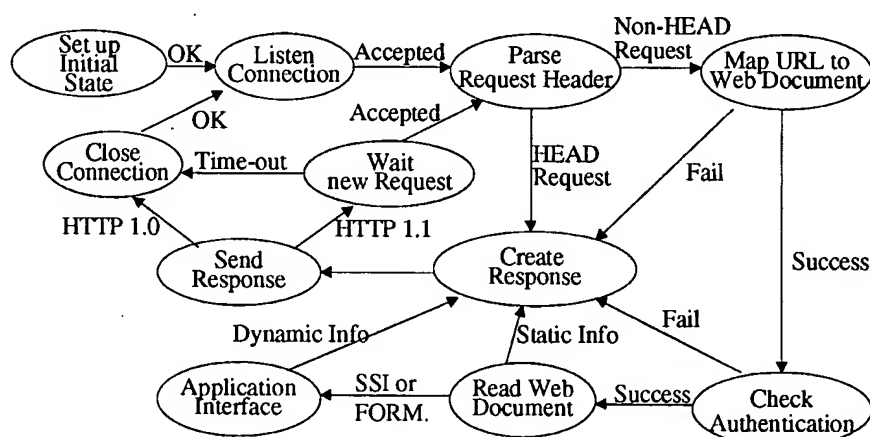 Set up
Initial
State
OK
Listen
Connection
Accepted
Parse
Request Header
Non-HEAD
Request
Map URL to
Web Document
OK
Accepted
Close
Connection
Time-out
Wait
new Request
HEAD
Request
Fail
HTTP 1.0
HTTP 1.1
Send
Response
Create
Response
Success
Dynamic Info
Static Info
Fail
Application
Interface
SSI or
FORM.
Read Web
Document
Success
Check
Authentication